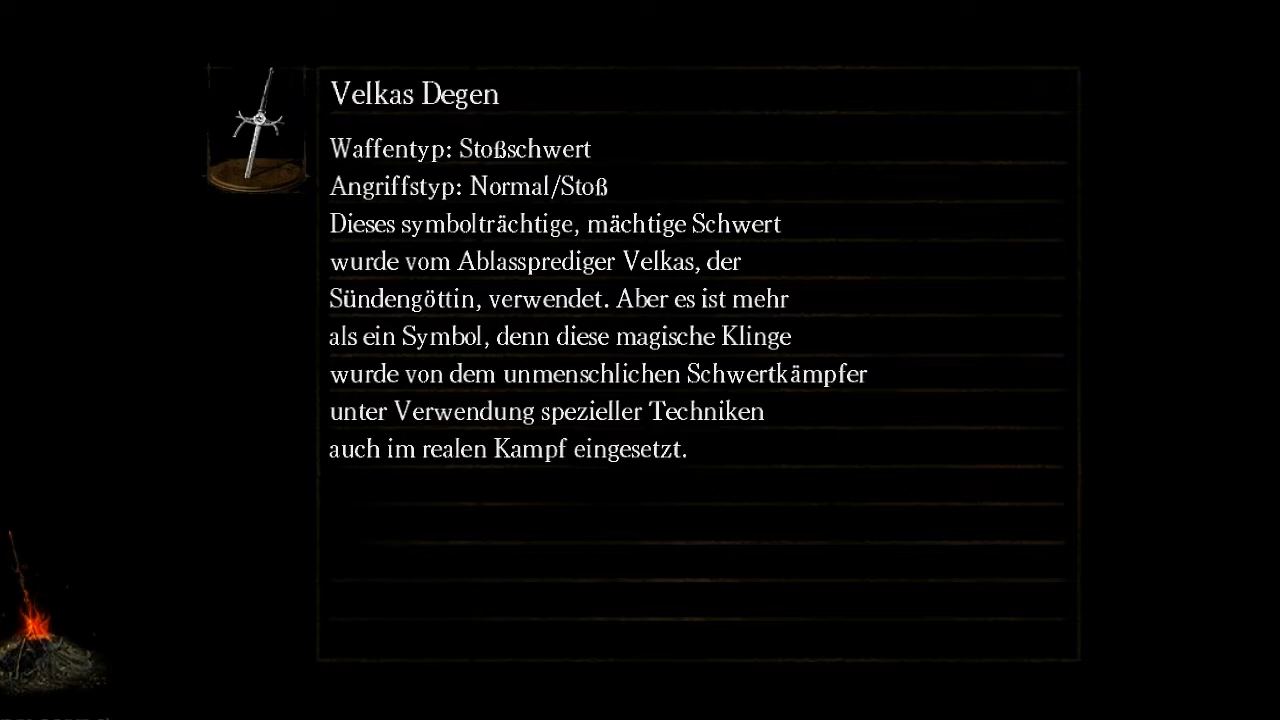 Velkas Degen
Waffentyp: Stoßschwert
Angriffstyp: Normal/Stoß
Dieses symbolträchtige, mächtige Schwert
wurde vom Ablassprediger Velkas, der
Sündengöttin, verwendet. Aber es ist mehr
als ein Symbol, denn diese magische Klinge
wurde von dem unmenschlichen Schwertkämpfer
unter Verwendung spezieller Techniken
auch im realen Kampf eingesetzt.